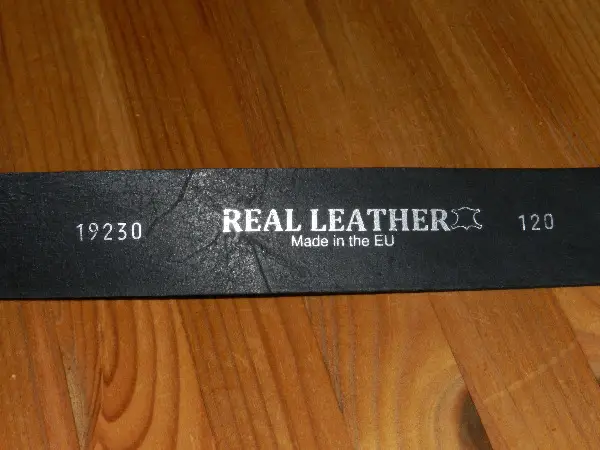 19230
REAL LEATHER
Made in the EU
120